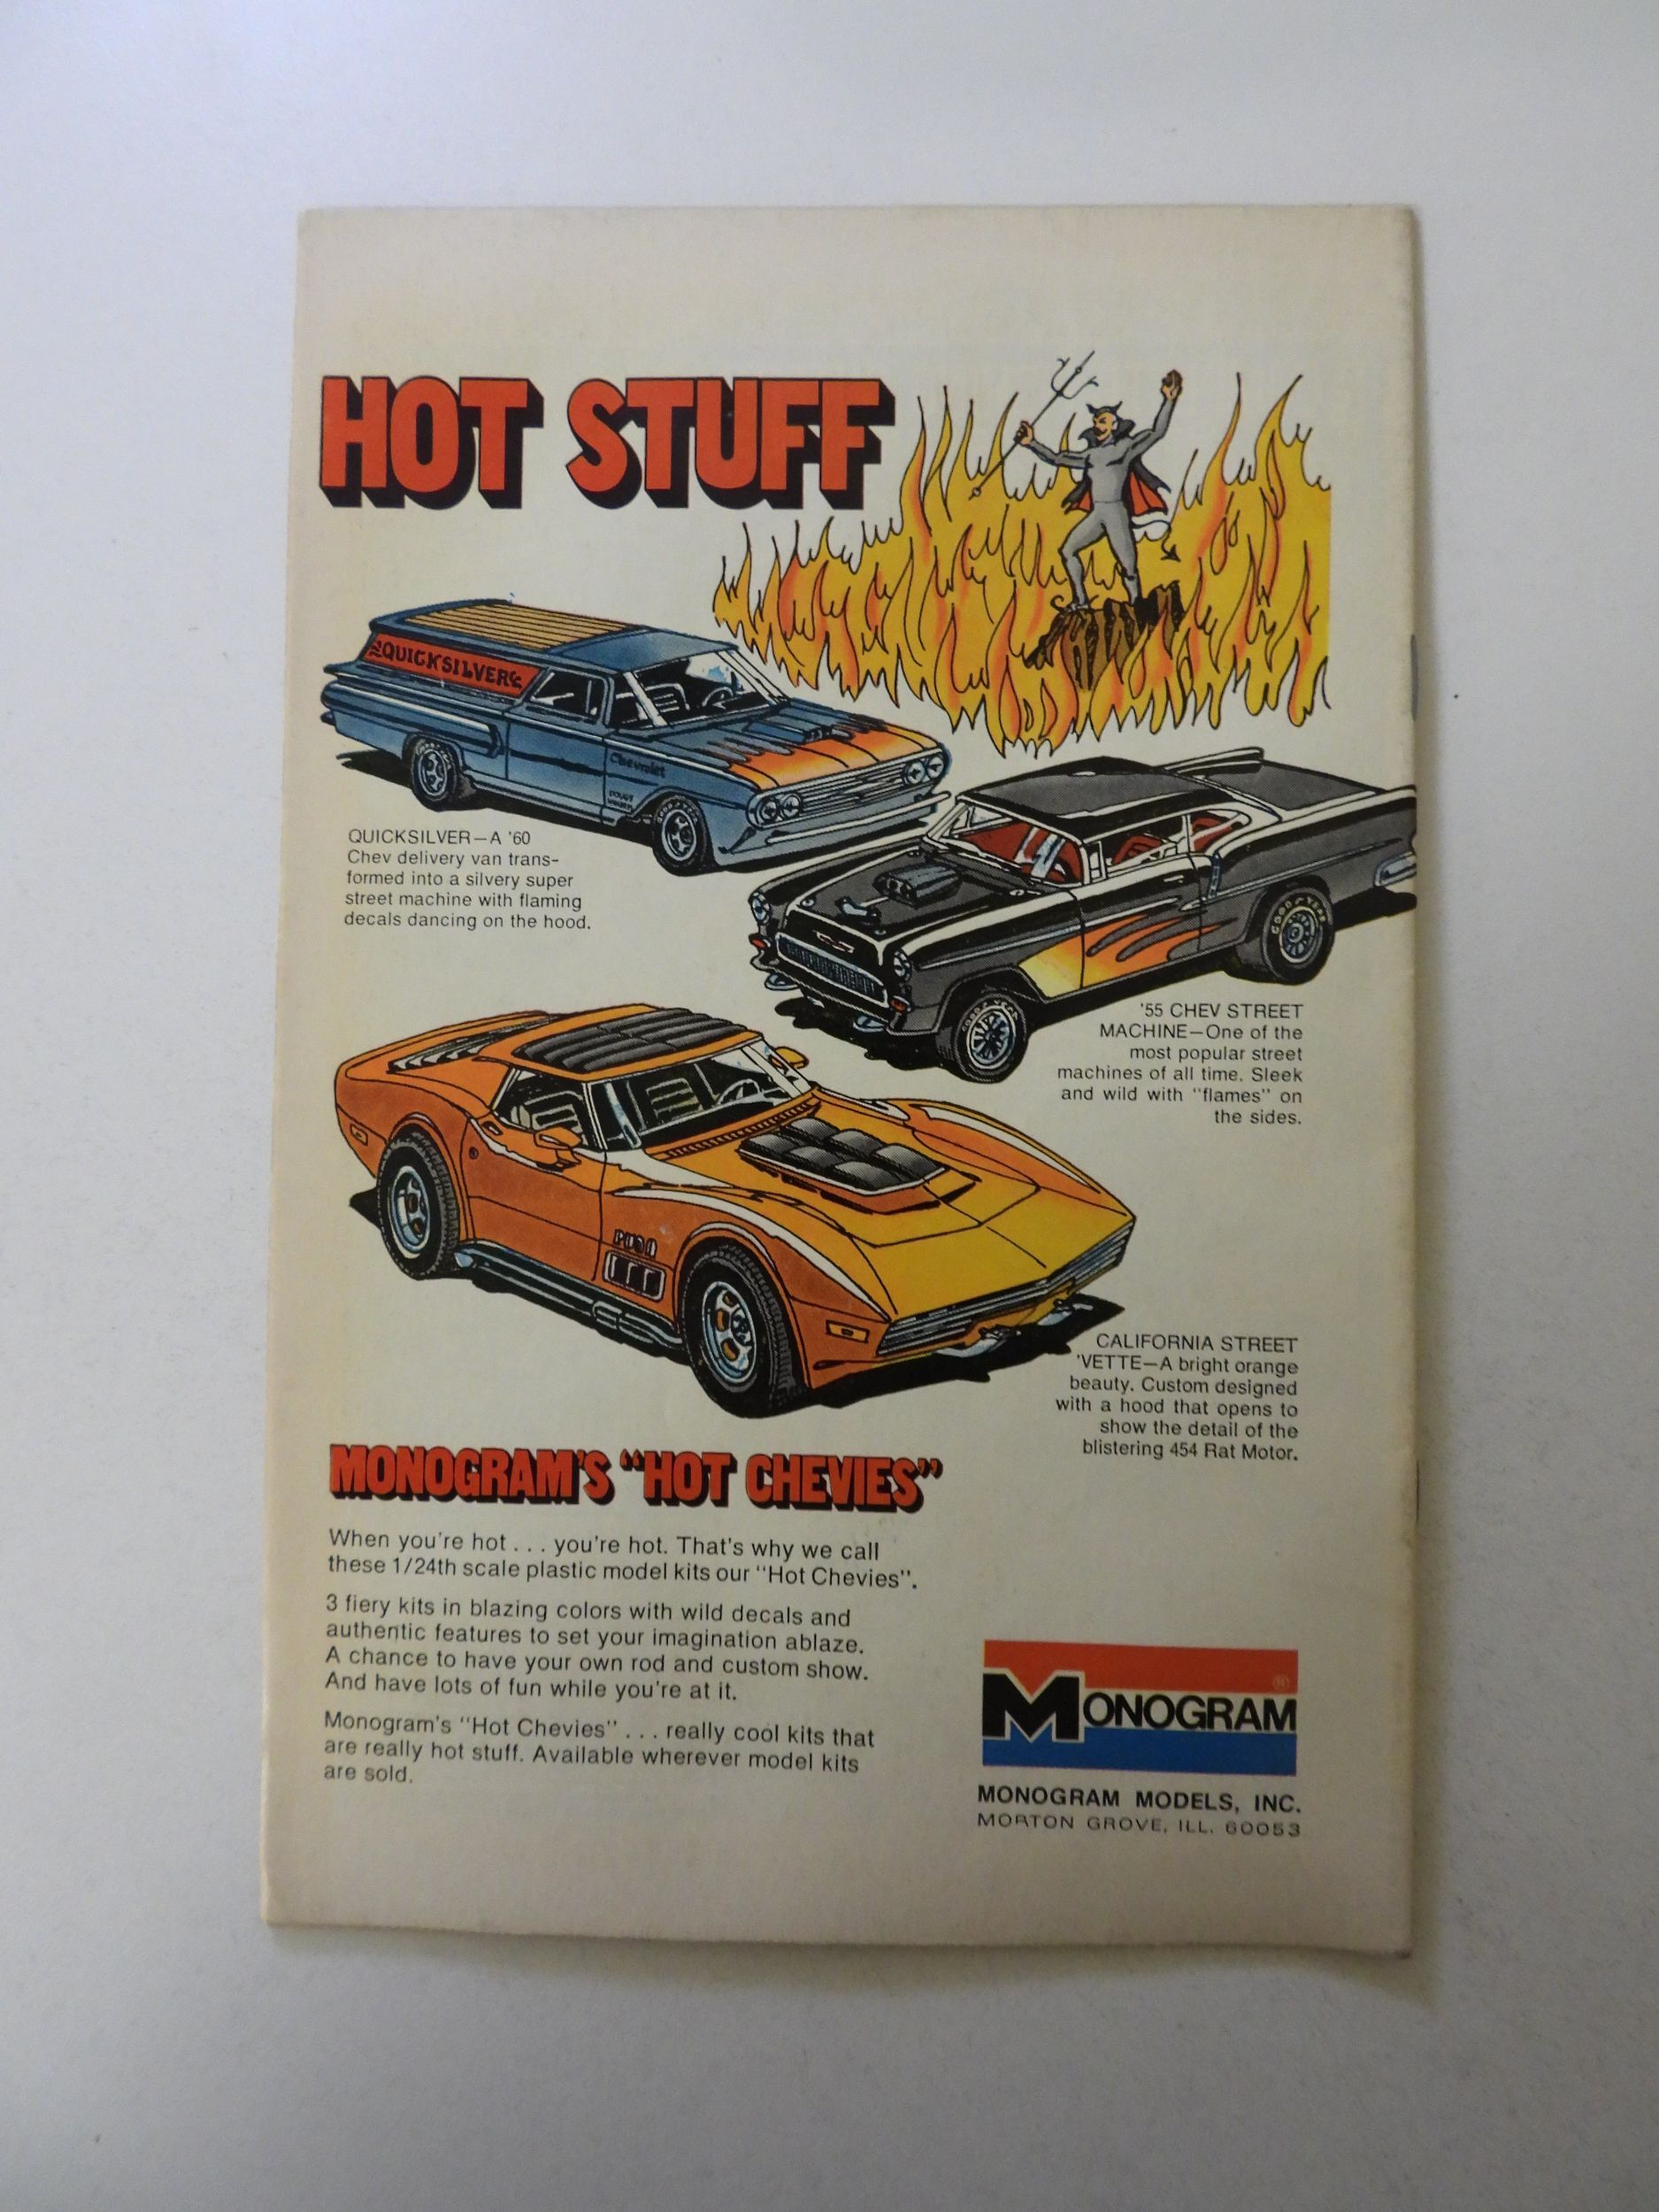 HOT STUFF
QUICKSILVER
Chevrolet
QUICKSILVER—A '60
Chev delivery van trans-
formed into a silvery super
street machine with flaming
decals dancing on the hood.
GOOD YEAR
GOOD YEAR
'55 CHEV STREET
MACHINE—One of the
most popular street
machines of all time. Sleek
and wild with "flames" on
the sides.
CALIFORNIA STREET
'VETTE—A bright orange
beauty. Custom designed
with a hood that opens to
show the detail of the
blistering 454 Rat Motor.
MONOGRAM'S "HOT CHEVIES"
When you're hot . . . you're hot. That's why we call
these 1/24th scale plastic model kits our "Hot Chevies".
3 fiery kits in blazing colors with wild decals and
authentic features to set your imagination ablaze.
A chance to have your own rod and custom show.
And have lots of fun while you're at it.
Monogram's "Hot Chevies" . . . really cool kits that
are really hot stuff. Available wherever model kits
are sold.
MONOGRAM ®
MONOGRAM MODELS, INC.
MORTON GROVE, ILL. 60053